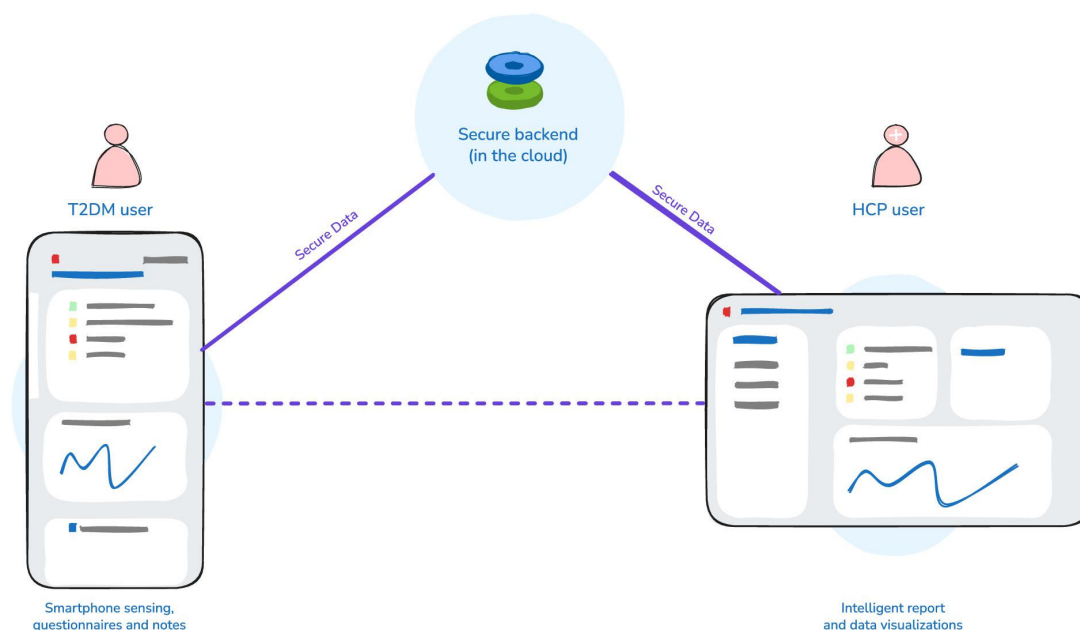 Secure backend
(in the cloud)
T2DM user
HCP user
Secure Data
Secure Data
Smartphone sensing,
questionnaires and notes
Intelligent report
and data visualizations